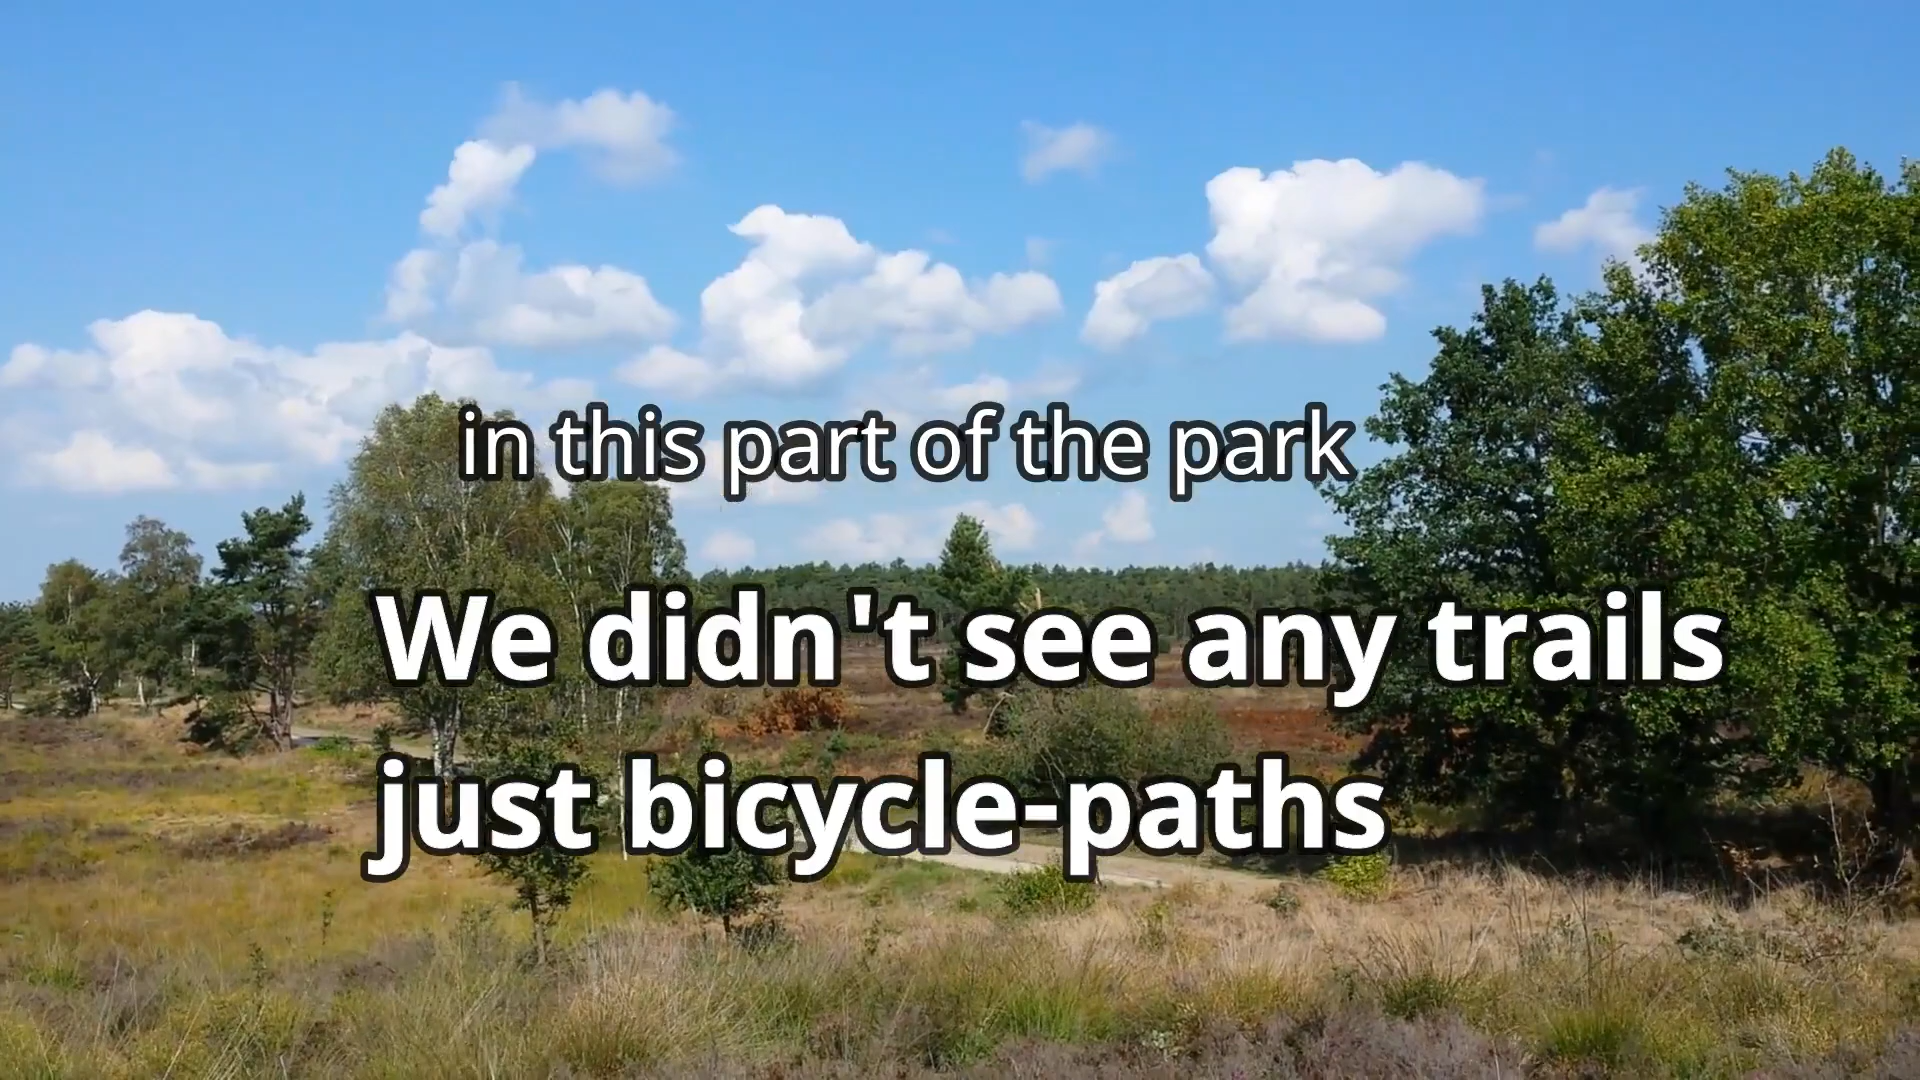 in this part of the park
We didn't see any trails
just bicycle-paths